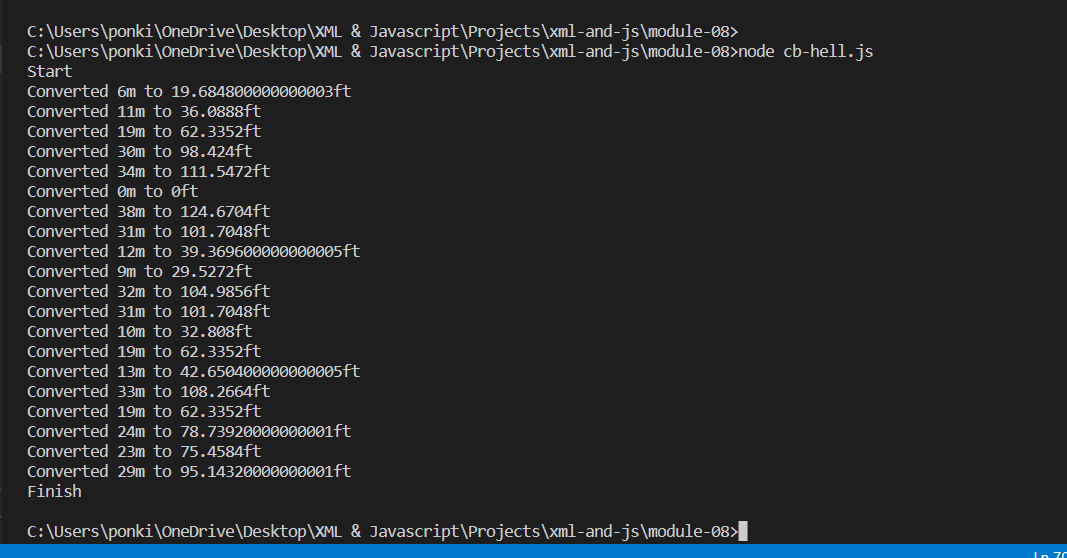 C:\Users\ponki\OneDrive\Desktop\XML & Javascript\Projects\xml-and-js\module-08>
C:\Users\ponki\OneDrive\Desktop\XML & Javascript\Projects\xml-and-js\module-08>node cb-hell.js
Start
Converted 6m to 19.684800000000003ft
Converted 11m to 36.0888ft
Converted 19m to 62.3352ft
Converted 30m to 98.424ft
Converted 34m to 111.5472ft
Converted 0m to 0ft
Converted 38m to 124.6704ft
Converted 31m to 101.7048ft
Converted 12m to 39.369600000000005ft
Converted 9m to 29.5272ft
Converted 32m to 104.9856ft
Converted 31m to 101.7048ft
Converted 10m to 32.808ft
Converted 19m to 62.3352ft
Converted 13m to 42.650400000000005ft
Converted 33m to 108.2664ft
Converted 19m to 62.3352ft
Converted 24m to 78.73920000000001ft
Converted 23m to 75.4584ft
Converted 29m to 95.14320000000001ft
Finish
C:\Users\ponki\OneDrive\Desktop\XML & Javascript\Projects\xml-and-js\module-08>